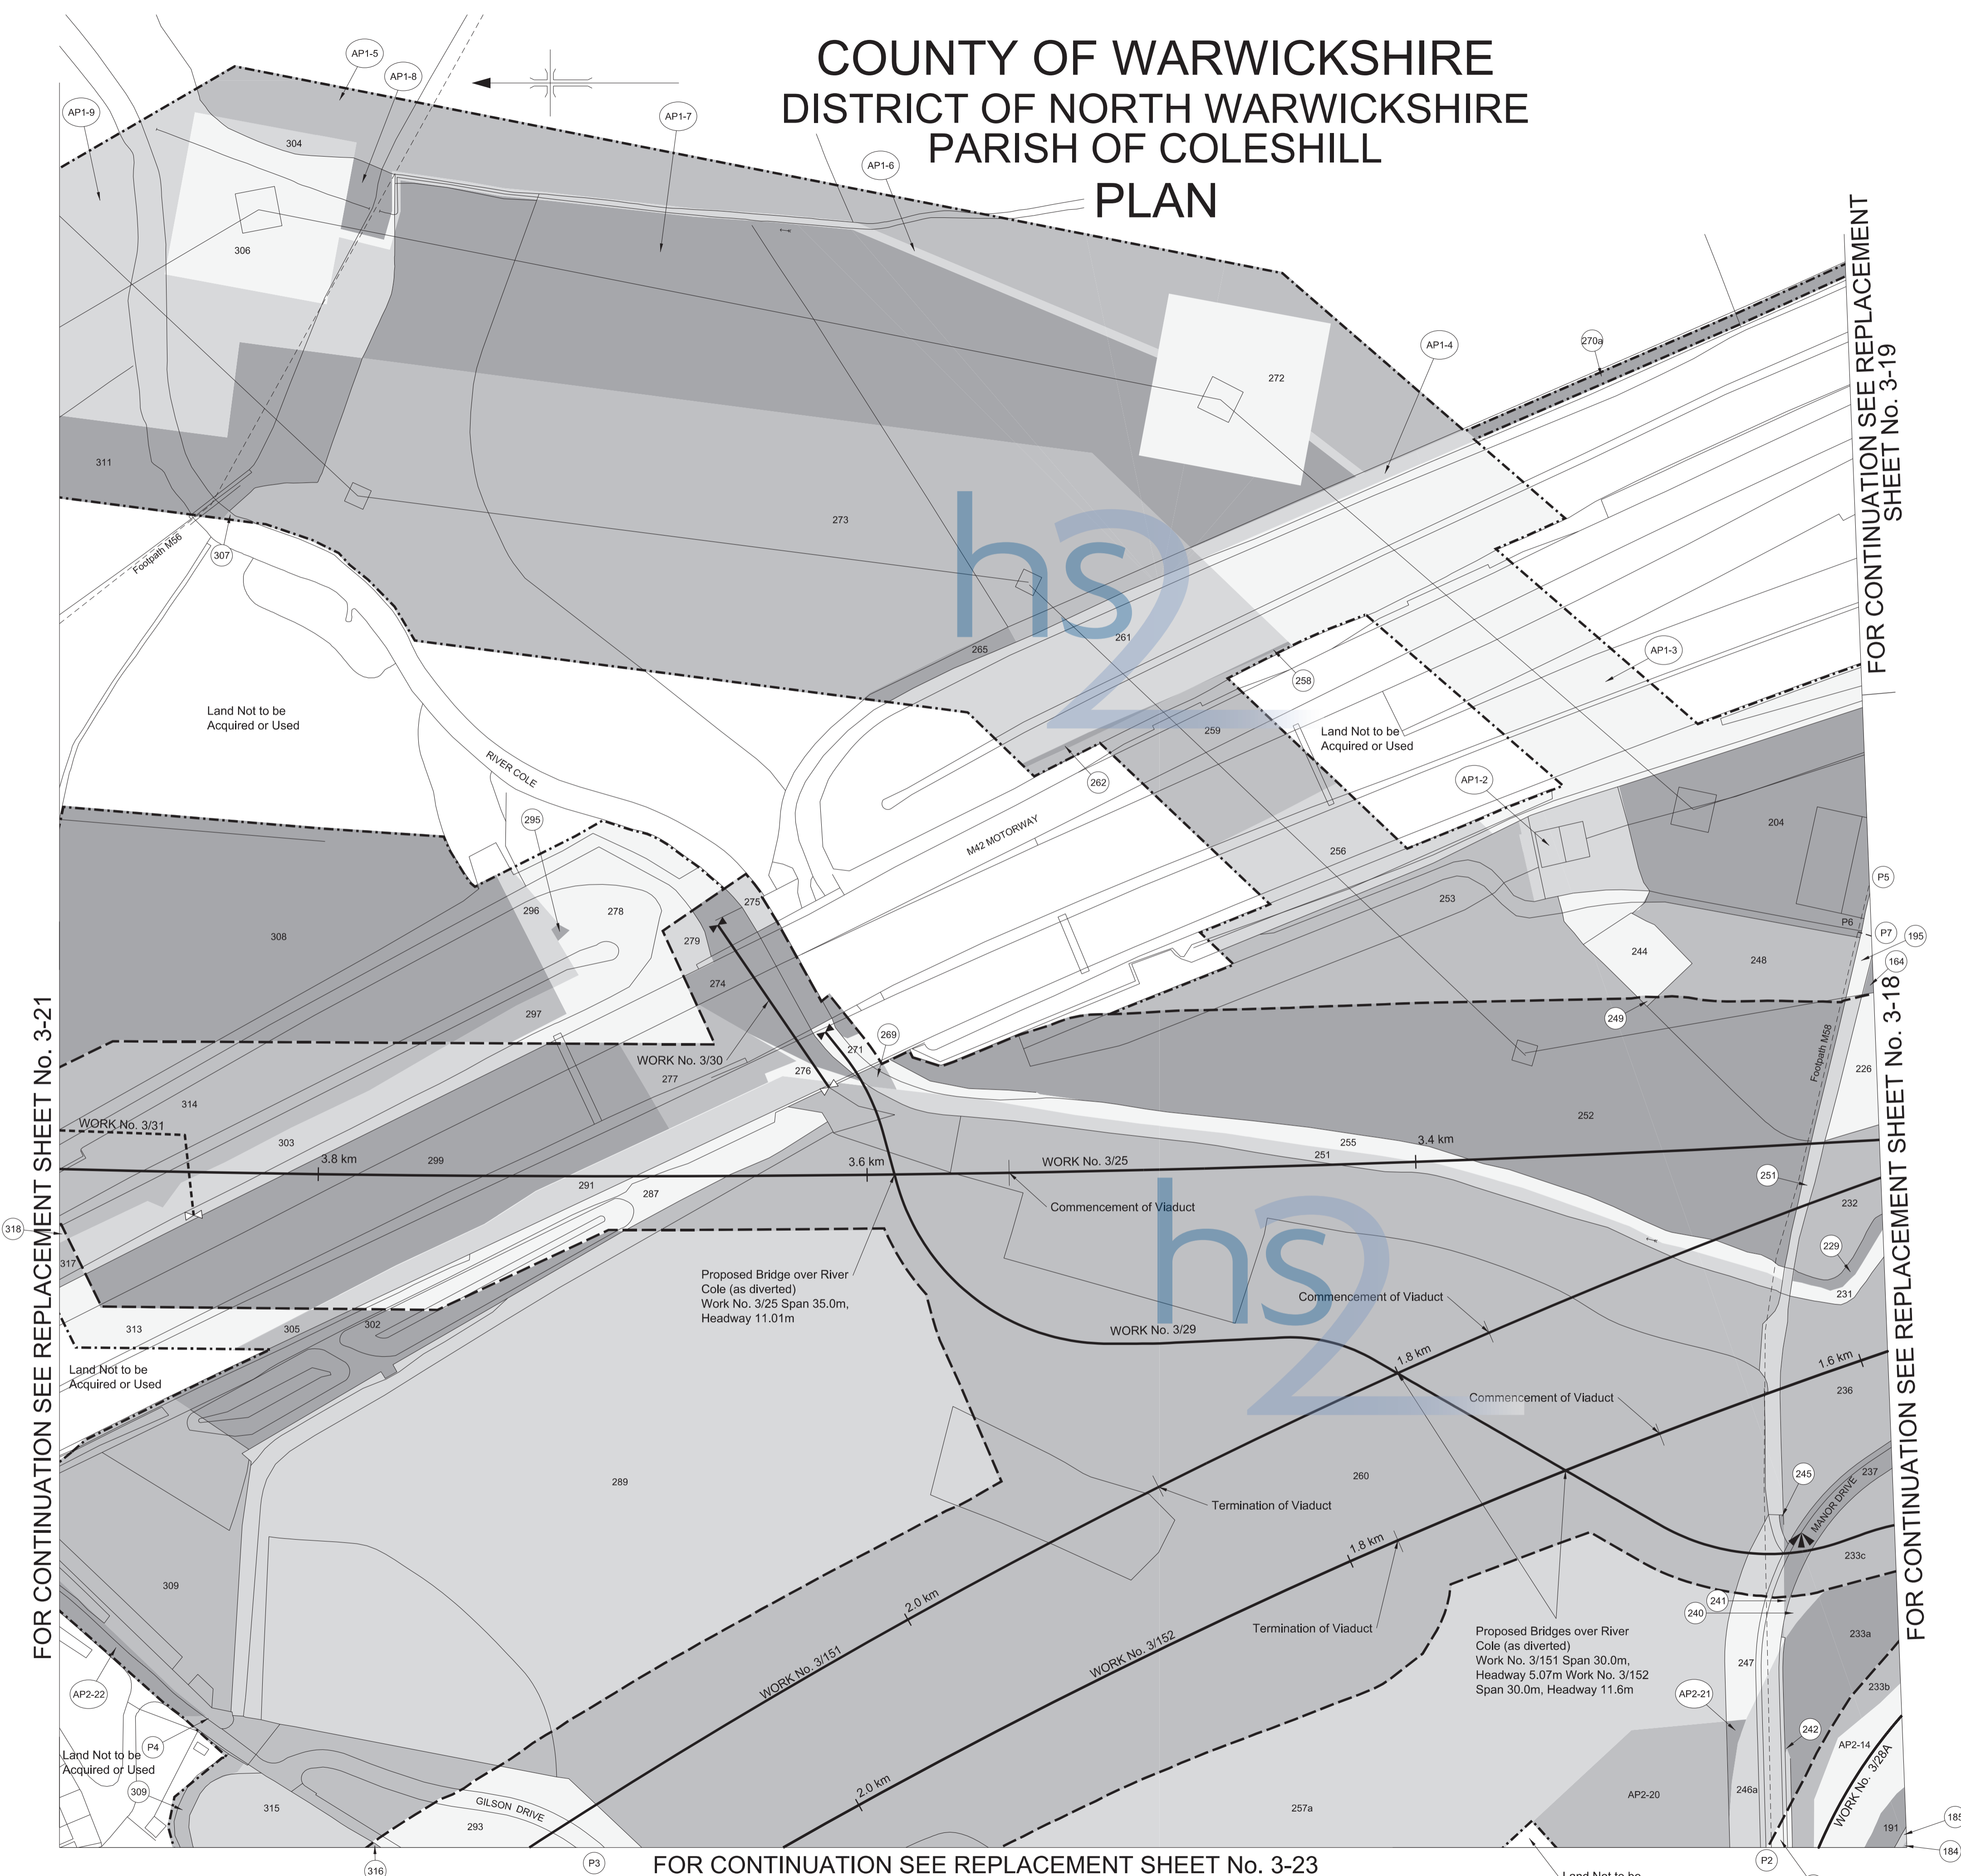 COUNTY OF WARWICKSHIRE
DISTRICT OF NORTH WARWICKSHIRE
PARISH OF COLESHILL
PLAN
AP1-5
AP1-8
AP1-9
AP1-7
AP1-6
304
306
272
AP1-4
270a
FOR CONTINUATION SEE REPLACEMENT
SHEET No. 3-19
311
273
Footpath M56
307
hs2
261
265
258
AP1-3
Land Not to be
Acquired or Used
259
Land Not to be
Acquired or Used
RIVER COLE
262
AP1-2
204
295
M42 MOTORWAY
256
P5
253
275
296
278
308
P6
P7
195
279
244
248
164
274
249
297
269
271
WORK No. 3/30
276
277
Footpath M58
226
314
252
WORK No. 3/31
303
299
3.8 km
3.6 km
WORK No. 3/25
255
251
3.4 km
291
287
251
232
Commencement of Viaduct
318
229
317
hs2
Proposed Bridge over River
Cole (as diverted)
Work No. 3/25 Span 35.0m,
Headway 11.01m
231
Commencement of Viaduct
313
305
302
WORK No. 3/29
1.8 km
1.6 km
Land Not to be
Acquired or Used
236
Commencement of Viaduct
289
260
245
237
MANOR DRIVE
Termination of Viaduct
1.8 km
233c
309
2.0 km
241
240
Termination of Viaduct
Proposed Bridges over River
Cole (as diverted)
Work No. 3/151 Span 30.0m,
Headway 5.07m Work No. 3/152
Span 30.0m, Headway 11.6m
233a
247
WORK No. 3/151
WORK No. 3/152
233b
AP2-22
AP2-21
242
P4
AP2-14
Land Not to be
Acquired or Used
309
2.0 km
246a
AP2-20
WORK No. 3/28A
315
GILSON DRIVE
257a
293
191
185
184
316
P3
P2
FOR CONTINUATION SEE REPLACEMENT SHEET No. 3-23
Land Not to be
FOR CONTINUATION SEE REPLACEMENT SHEET No. 3-21
FOR CONTINUATION SEE REPLACEMENT SHEET No. 3-18